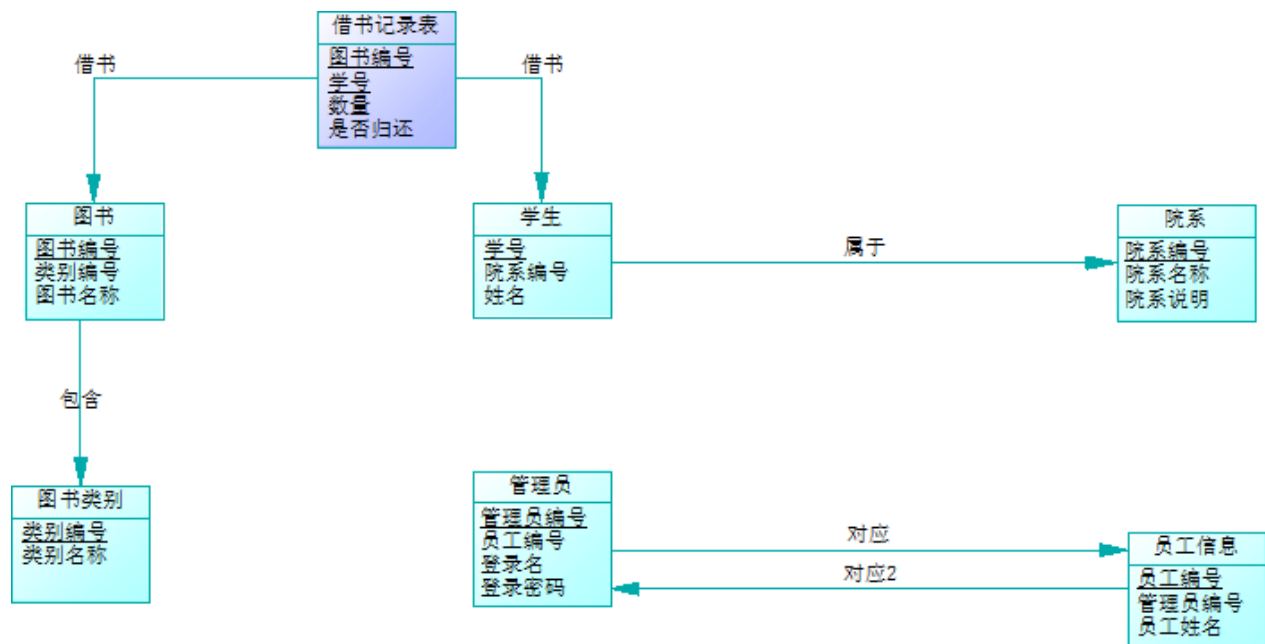 借书记录表
图书编号
学号
数量
是否归还
借书
借书
图书
图书编号
类别编号
图书名称
学生
学号
院系编号
姓名
属于
院系
院系编号
院系名称
院系说明
包含
图书类别
类别编号
类别名称
管理员
管理员编号
员工编号
登录名
登录密码
对应
对应2
员工信息
员工编号
管理员编号
员工姓名